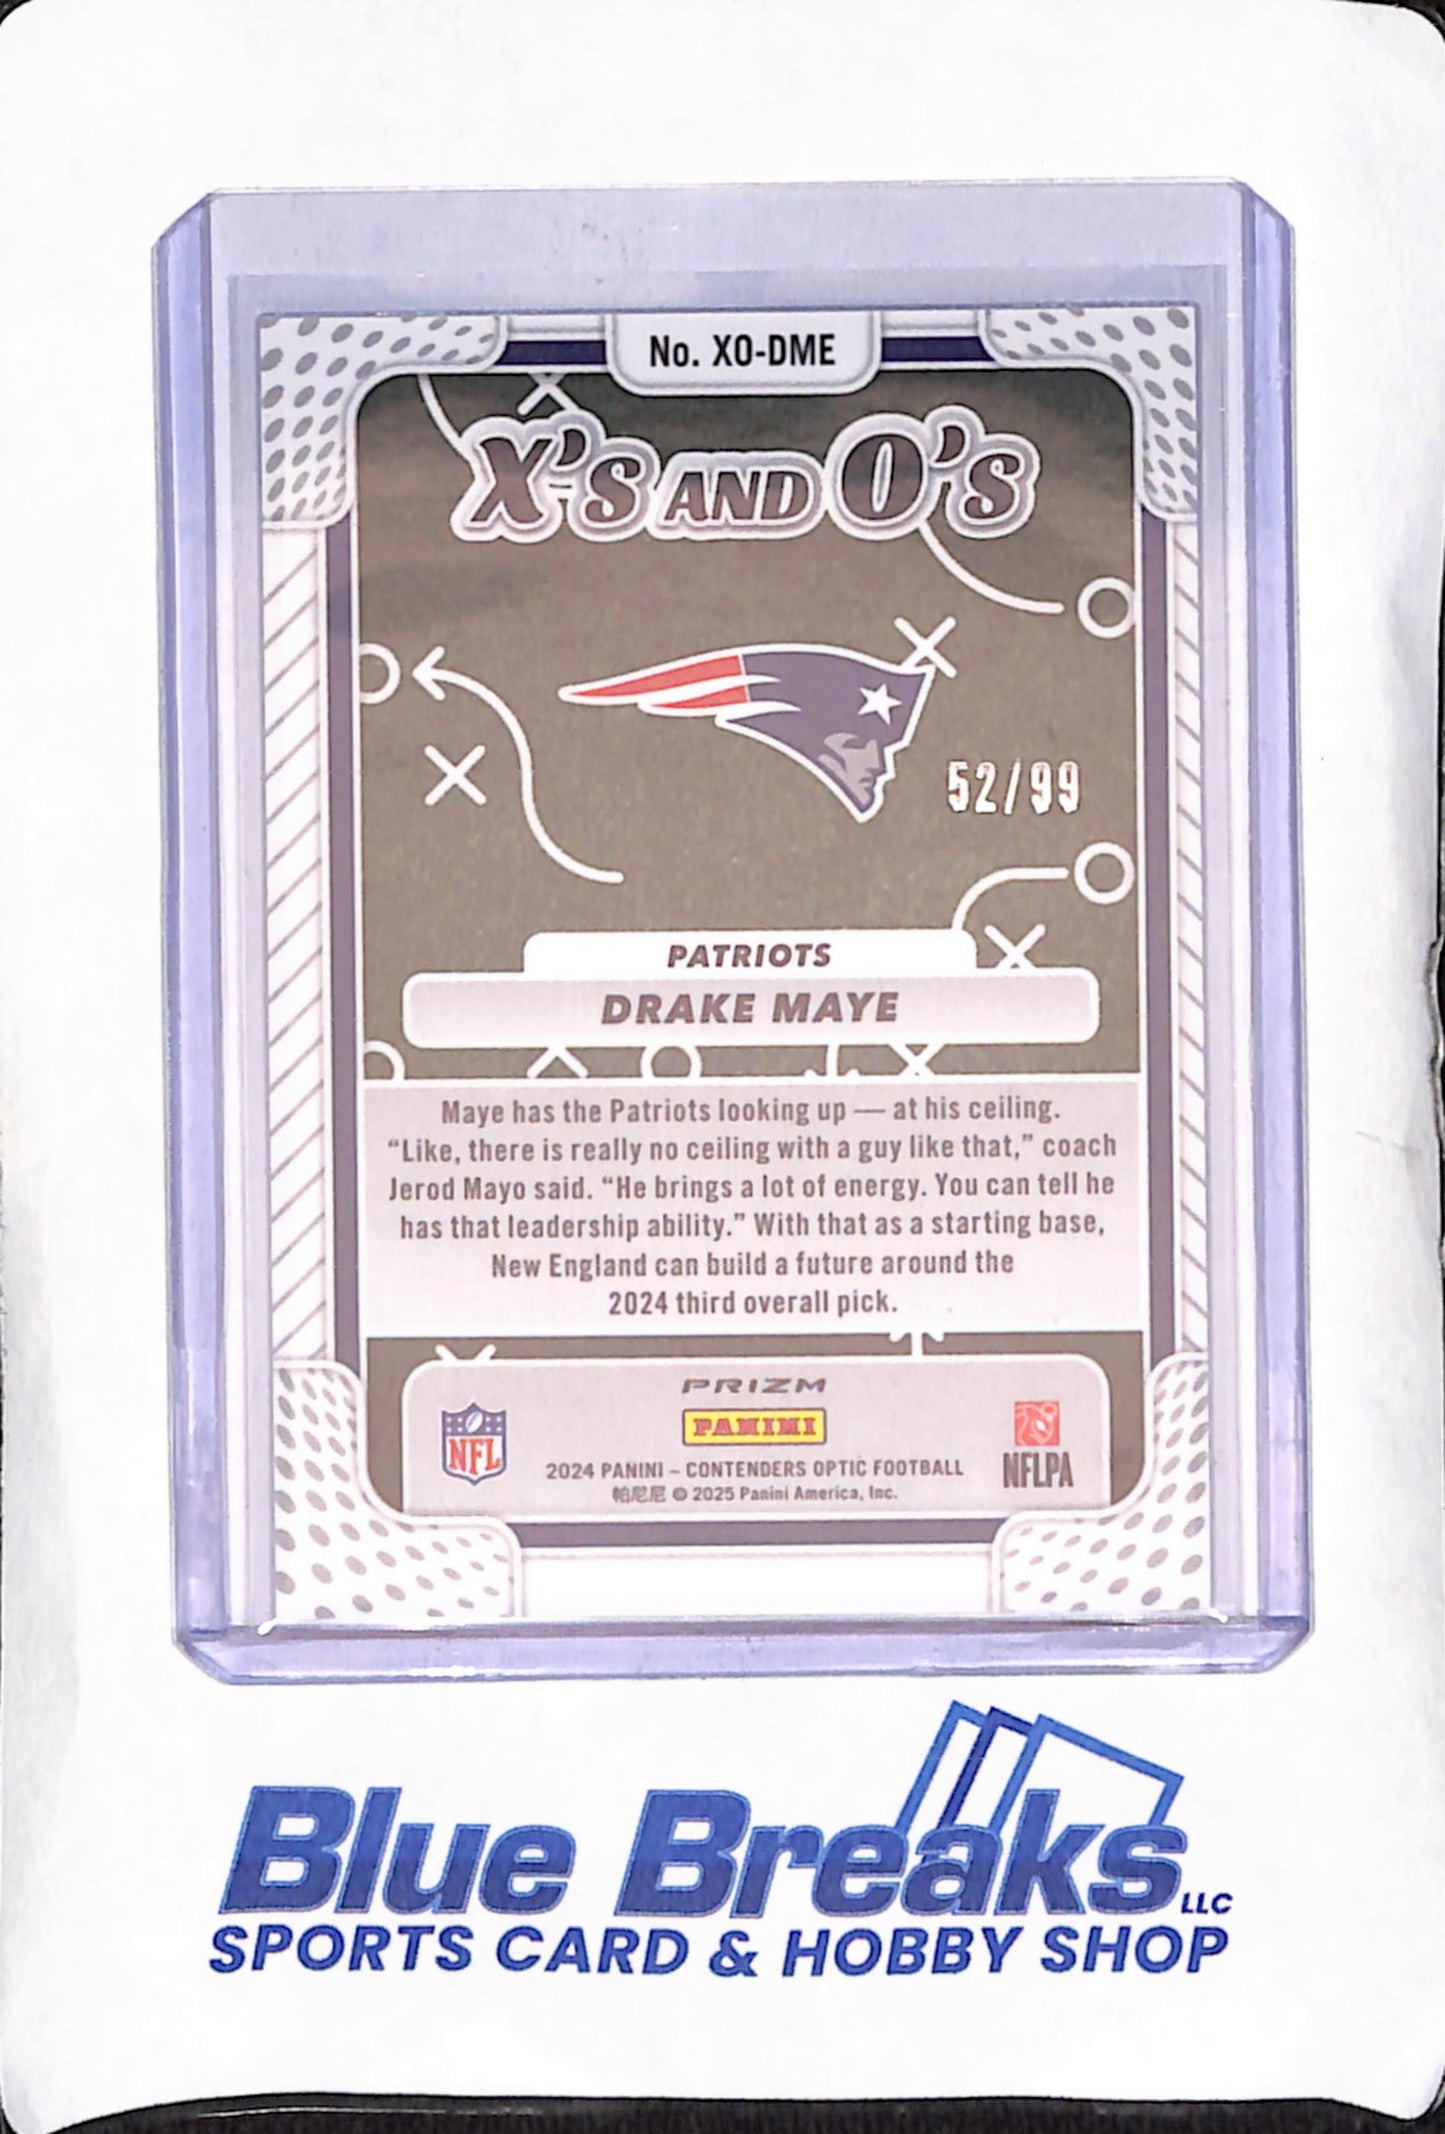 No. XO-DME
X'S AND O'S
52/99
PATRIOTS
DRAKE MAYE
Maye has the Patriots looking up — at his ceiling.
“Like, there is really no ceiling with a guy like that,” coach
Jerod Mayo said. “He brings a lot of energy. You can tell he
has that leadership ability.” With that as a starting base,
New England can build a future around the
2024 third overall pick.
PRIZM
PANINI
NFL
NFLPA
2024 PANINI – CONTENDERS OPTIC FOOTBALL
帕尼尼 © 2025 Panini America, Inc.
Blue Breaks LLC
SPORTS CARD & HOBBY SHOP